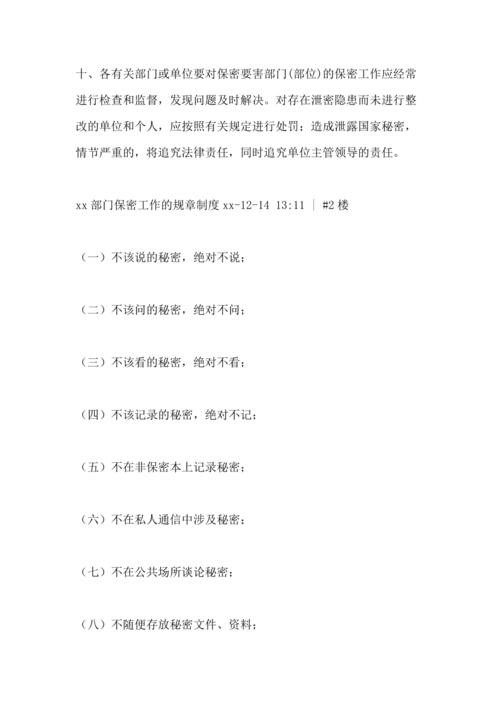 十、各有关部门或单位要对保密要害部门(部位)的保密工作应经常
进行检查和监督，发现问题及时解决。对存在泄密隐患而未进行整
改的单位和个人，应按照有关规定进行处罚；造成泄露国家秘密，
情节严重的，将追究法律责任，同时追究单位主管领导的责任。
xx 部门保密工作的规章制度 xx-12-14 13:11 | #2 楼
（一）不该说的秘密，绝对不说；
（二）不该问的秘密，绝对不问；
（三）不该看的秘密，绝对不看；
（四）不该记录的秘密，绝对不记；
（五）不在非保密本上记录秘密；
（六）不在私人通信中涉及秘密；
（七）不在公共场所谈论秘密；
（八）不随便存放秘密文件、资料；